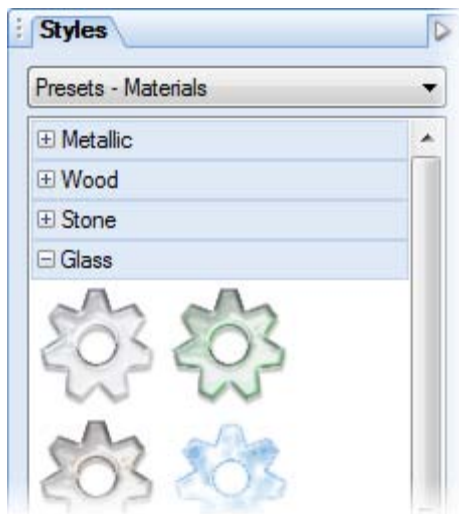 Styles
Presets - Materials
Metallic
Wood
Stone
Glass